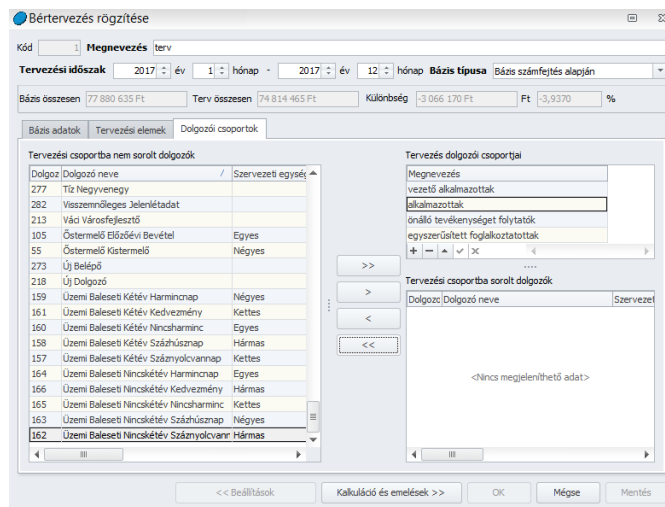 Bértervezés rögzítése
Kód 1 Megnevezés terv
Tervezési időszak 2017 év 1 hónap - 2017 év 12 hónap Bázis típusa Bázis számfejtés alapján
Bázis összesen 77 880 635 Ft Terv összesen 74 814 465 Ft Különbség -3 066 170 Ft Ft -3,9370 %
Bázis adatok Tervezési elemek Dolgozói csoportok
Tervezési csoportba nem sorolt dolgozók
Dolgoz Dolgozó neve / Szervezeti egység
277 Tíz Negyvenegy
282 Visszemnőleges Jelenlétadat
213 Váci Városfejlesztő
105 Őstermelő Előzőévi Bevétel Egyes
55 Őstermelő Kistermelő Négyes
273 Új Belépő
218 Új Dolgozó
159 Üzemi Baleseti Kétév Harmincnap Négyes
161 Üzemi Baleseti Kétév Kedvezmény Kettes
160 Üzemi Baleseti Kétév Nincsharminc Egyes
158 Üzemi Baleseti Kétév Százhúsznap Hármas
157 Üzemi Baleseti Kétév Száznyolcvannap Kettes
164 Üzemi Baleseti Nincskétév Harmincnap Egyes
166 Üzemi Baleseti Nincskétév Kedvezmény Hármas
165 Üzemi Baleseti Nincskétév Nincsharminc Kettes
163 Üzemi Baleseti Nincskétév Százhúsznap Négyes
162 Üzemi Baleseti Nincskétév Száznyolcvann Hármas
>>
>
<
<<
Tervezés dolgozói csoportjai
Megnevezés
vezető alkalmazottak
alkalmazottak
önálló tevékenységet folytatók
egyszerűsített foglalkoztatottak
Tervezési csoportba sorolt dolgozók
Dolgozc Dolgozó neve Szervezet
<Nincs megjeleníthető adat>
<< Beállítások Kalkuláció és emelések >> OK Mégse Mentés